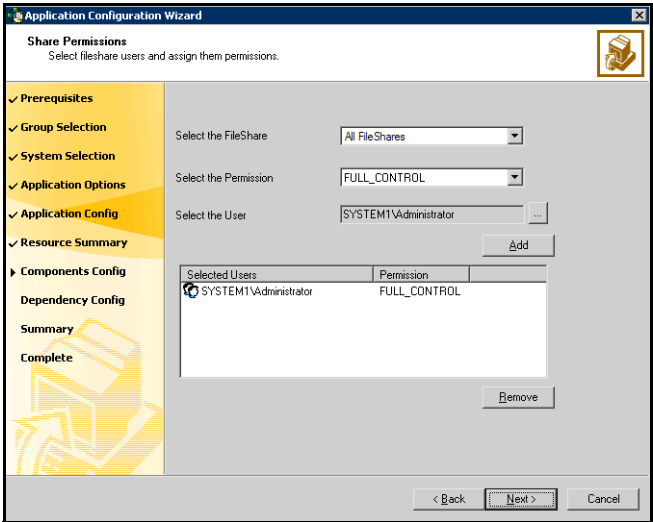 Application Configuration Wizard
Share Permissions
Select fileshare users and assign them permissions.
Prerequisites
Group Selection
System Selection
Application Options
Application Config
Resource Summary
Components Config
Dependency Config
Summary
Complete
Select the FileShare
All FileShares
Select the Permission
FULL_CONTROL
Select the User
SYSTEM1\Administrator
...
Add
Selected Users Permission
SYSTEM1\Administrator FULL_CONTROL
Remove
< Back Next > Cancel